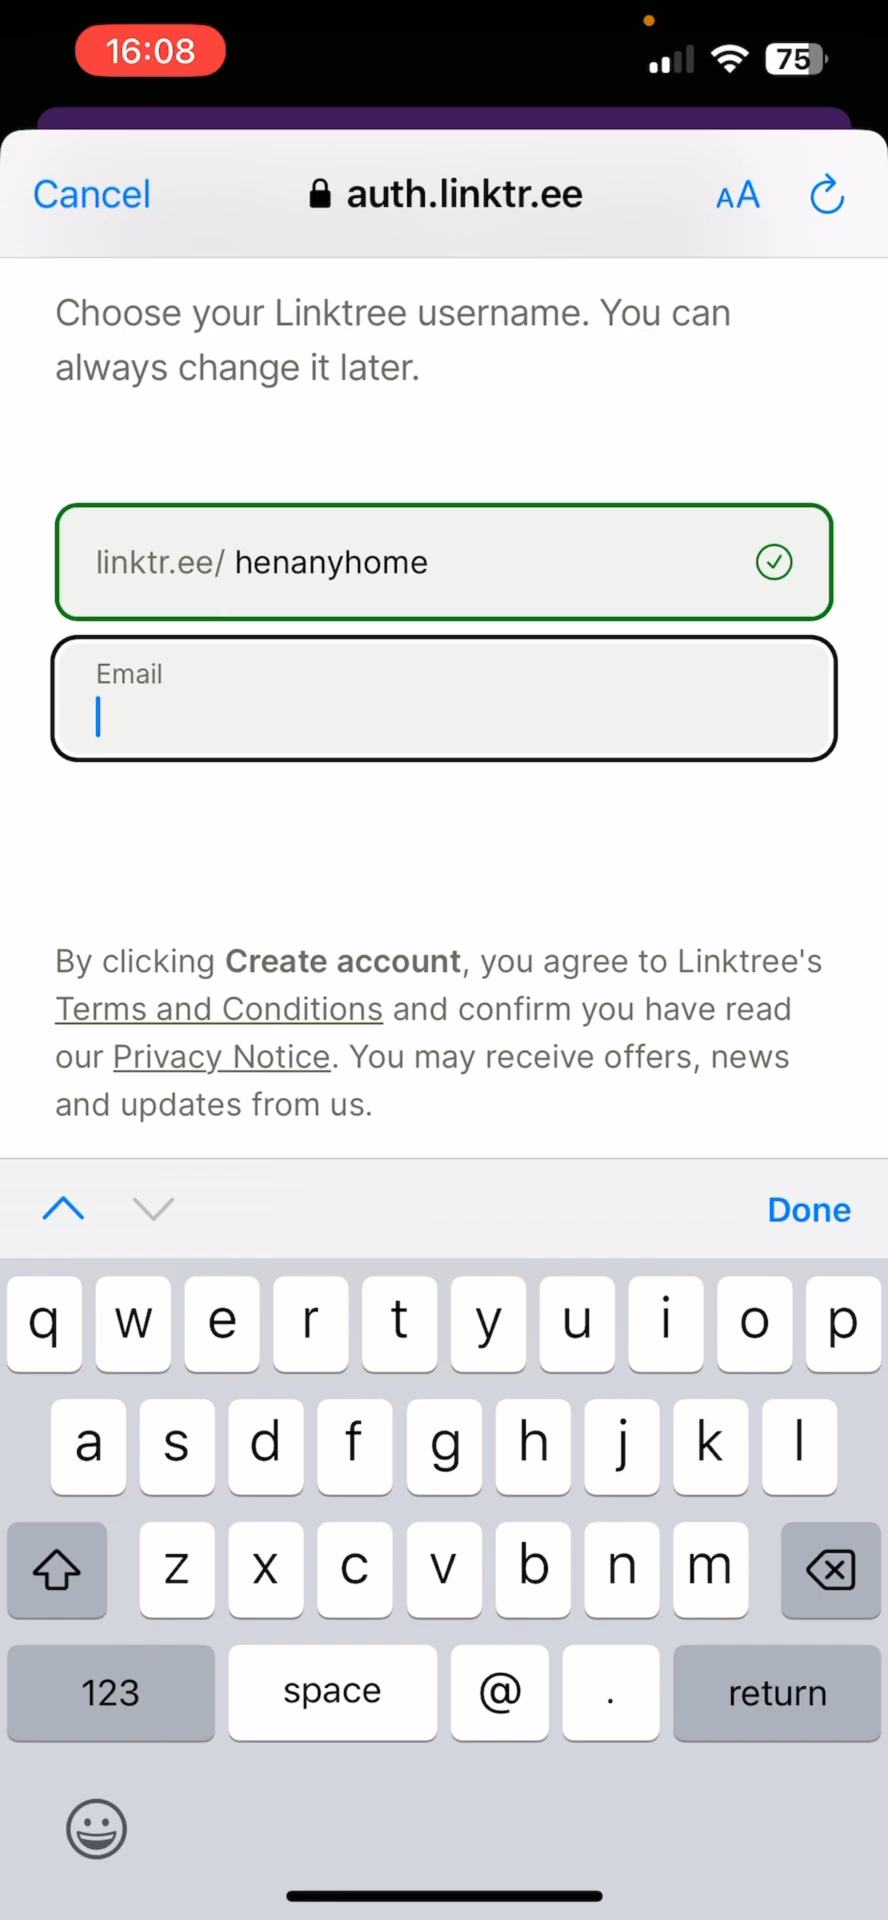 16:08
75
Cancel
auth.linktr.ee
AA
Choose your Linktree username. You can
always change it later.
linktr.ee/ henanyhome
Email
By clicking Create account, you agree to Linktree's
Terms and Conditions and confirm you have read
our Privacy Notice. You may receive offers, news
and updates from us.
Done
q w e r t y u i o p
a s d f g h j k l
z x c v b n m
123 space @ . return